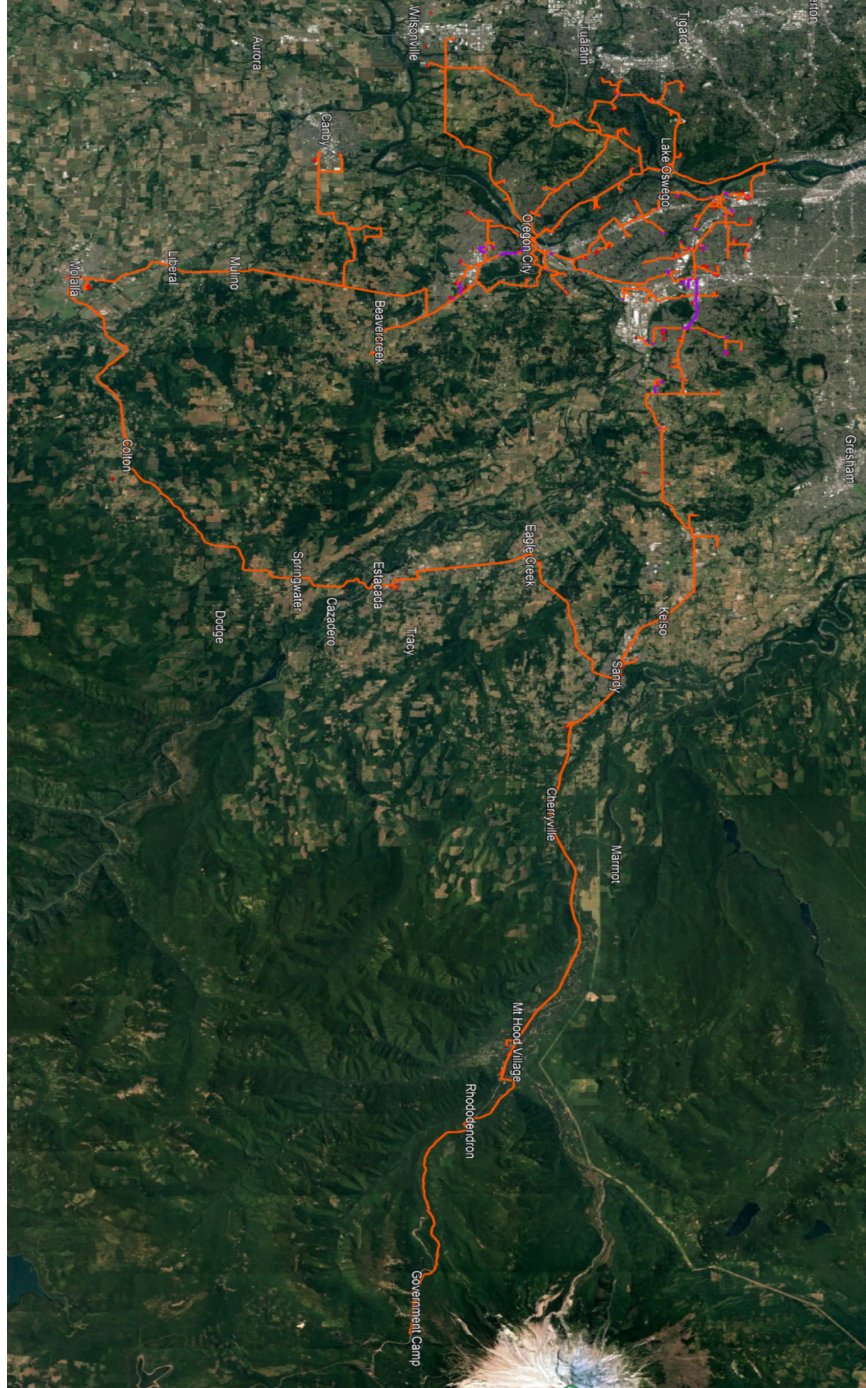 Gresham
rton
Tigard
Lake Oswego
Kelso
Sandy
Marmot
Tualatin
Cherryville
Eagle Creek
Oregon City
Mt Hood Village
Rhododendron
Government Camp
Wilsonville
Tracy
Beavercreek
Estacada
Cazadero
Canby
Springwater
Aurora
Mulino
Dodge
Liberal
Colton
Molalla